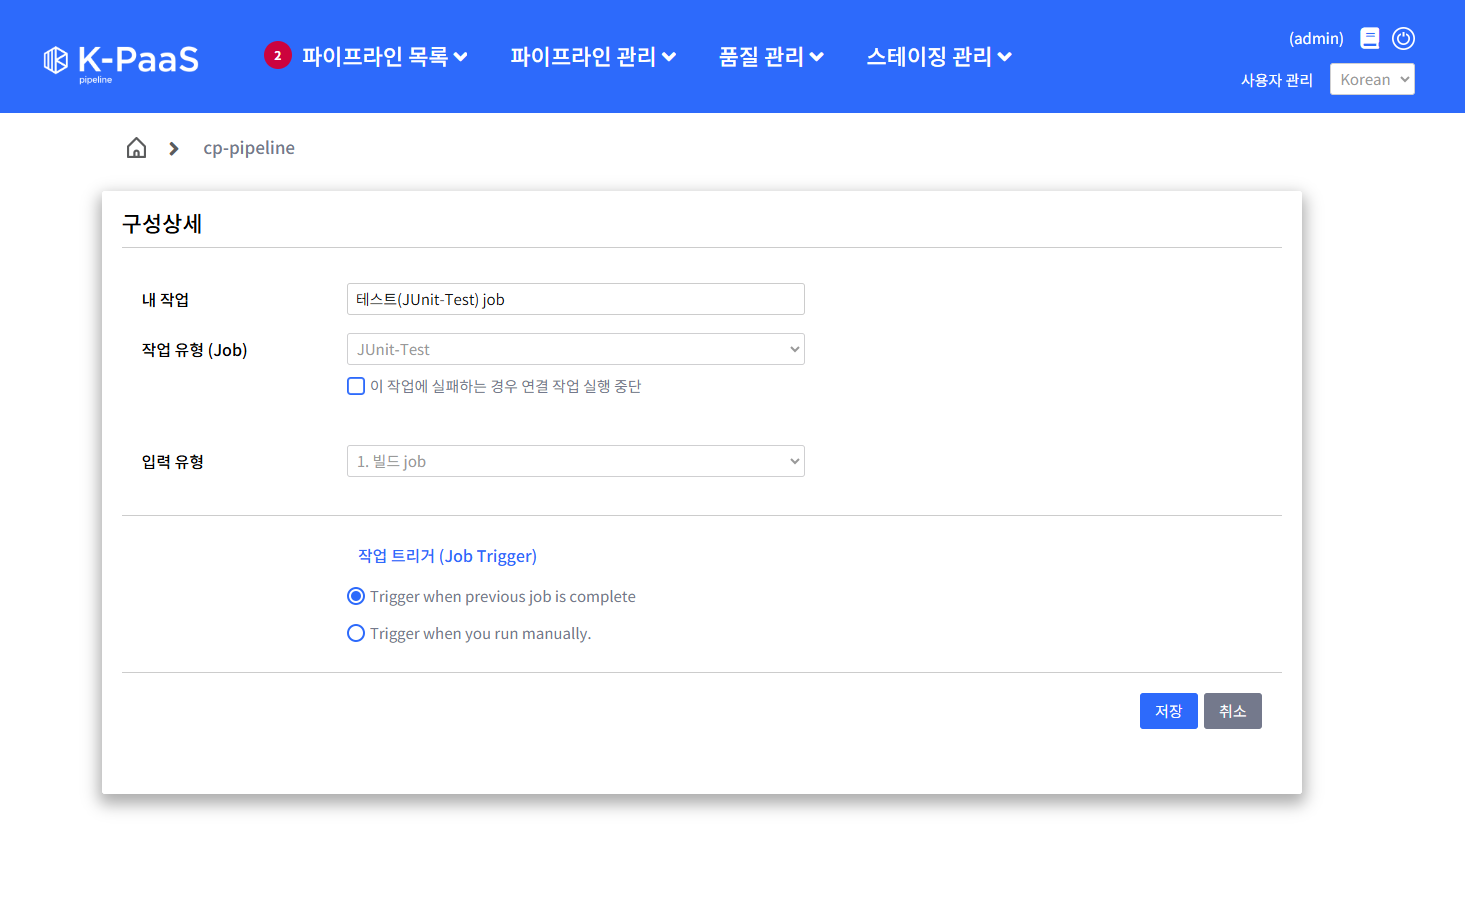 K-PaaS
pipeline
2 파이프라인 목록
파이프라인 관리
품질 관리
스테이징 관리
(admin)
사용자 관리
Korean
cp-pipeline
구성상세
내 작업
테스트(JUnit-Test) job
작업 유형 (Job)
JUnit-Test
이 작업에 실패하는 경우 연결 작업 실행 중단
입력 유형
1. 빌드 job
작업 트리거 (Job Trigger)
Trigger when previous job is complete
Trigger when you run manually.
저장
취소